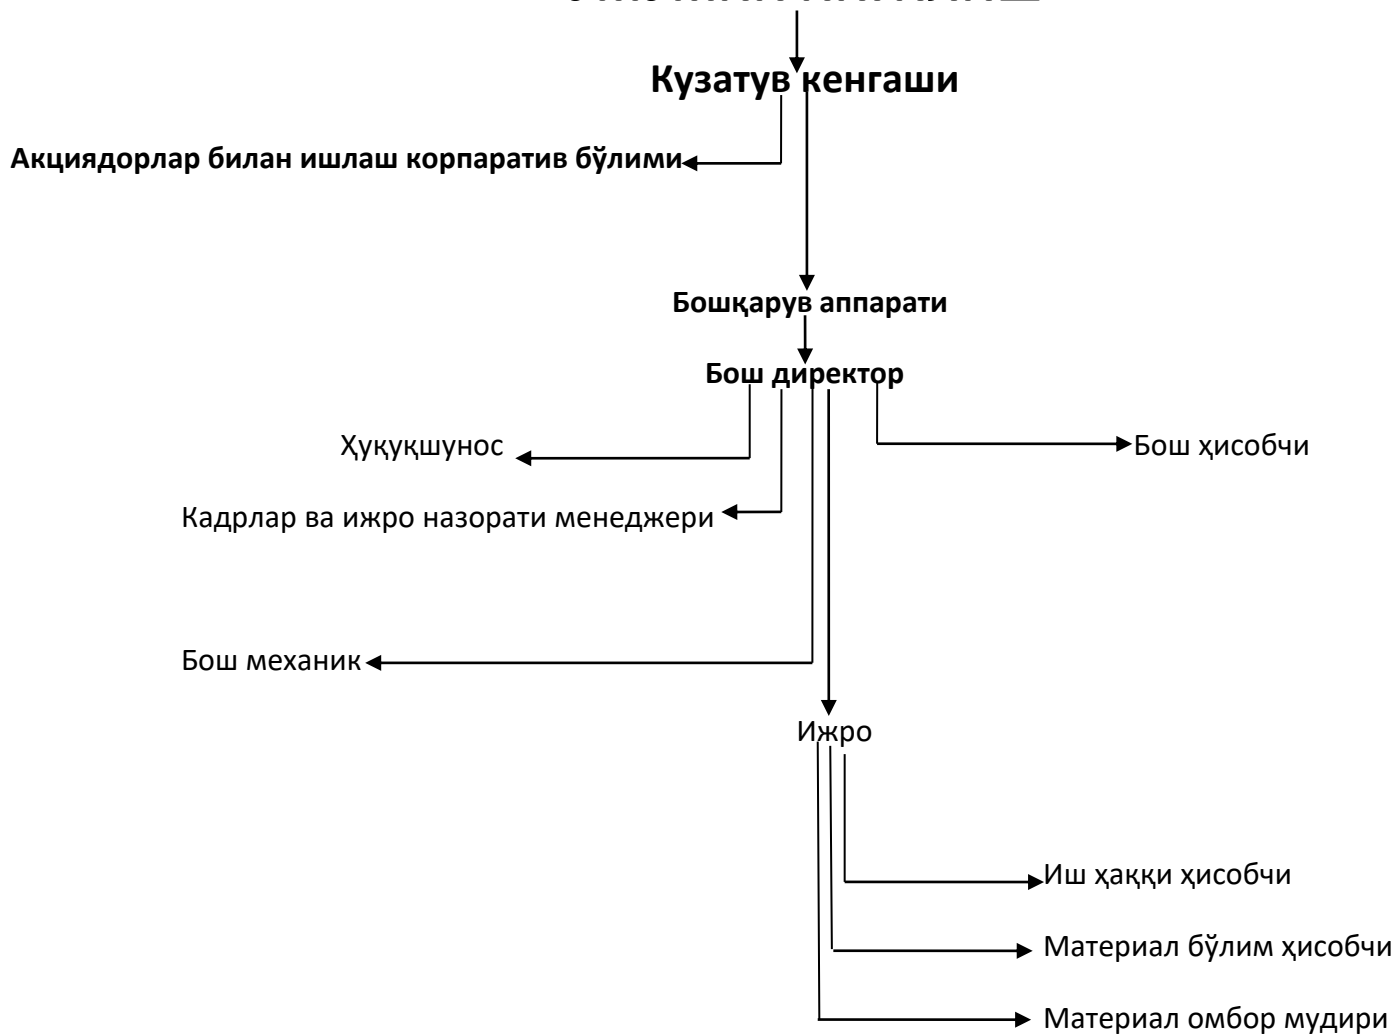 Кузатув кенгаши
Акциядорлар билан ишлаш корпаратив бўлими
Бошқарув аппарати
Бош директор
Ҳуқуқшунос
Бош ҳисобчи
Кадрлар ва ижро назорати менеджери
Бош механик
Ижро
Иш ҳаққи ҳисобчи
Материал бўлим ҳисобчи
Материал омбор мудири